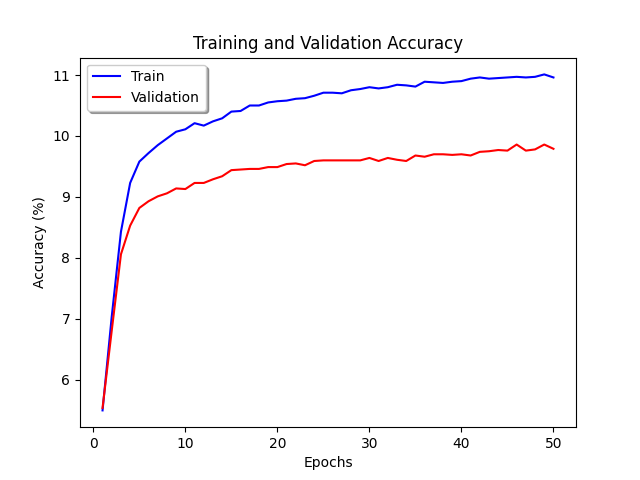 Training and Validation Accuracy
Train
Validation
11
10
9
8
7
6
Accuracy (%)
0 10 20 30 40 50
Epochs